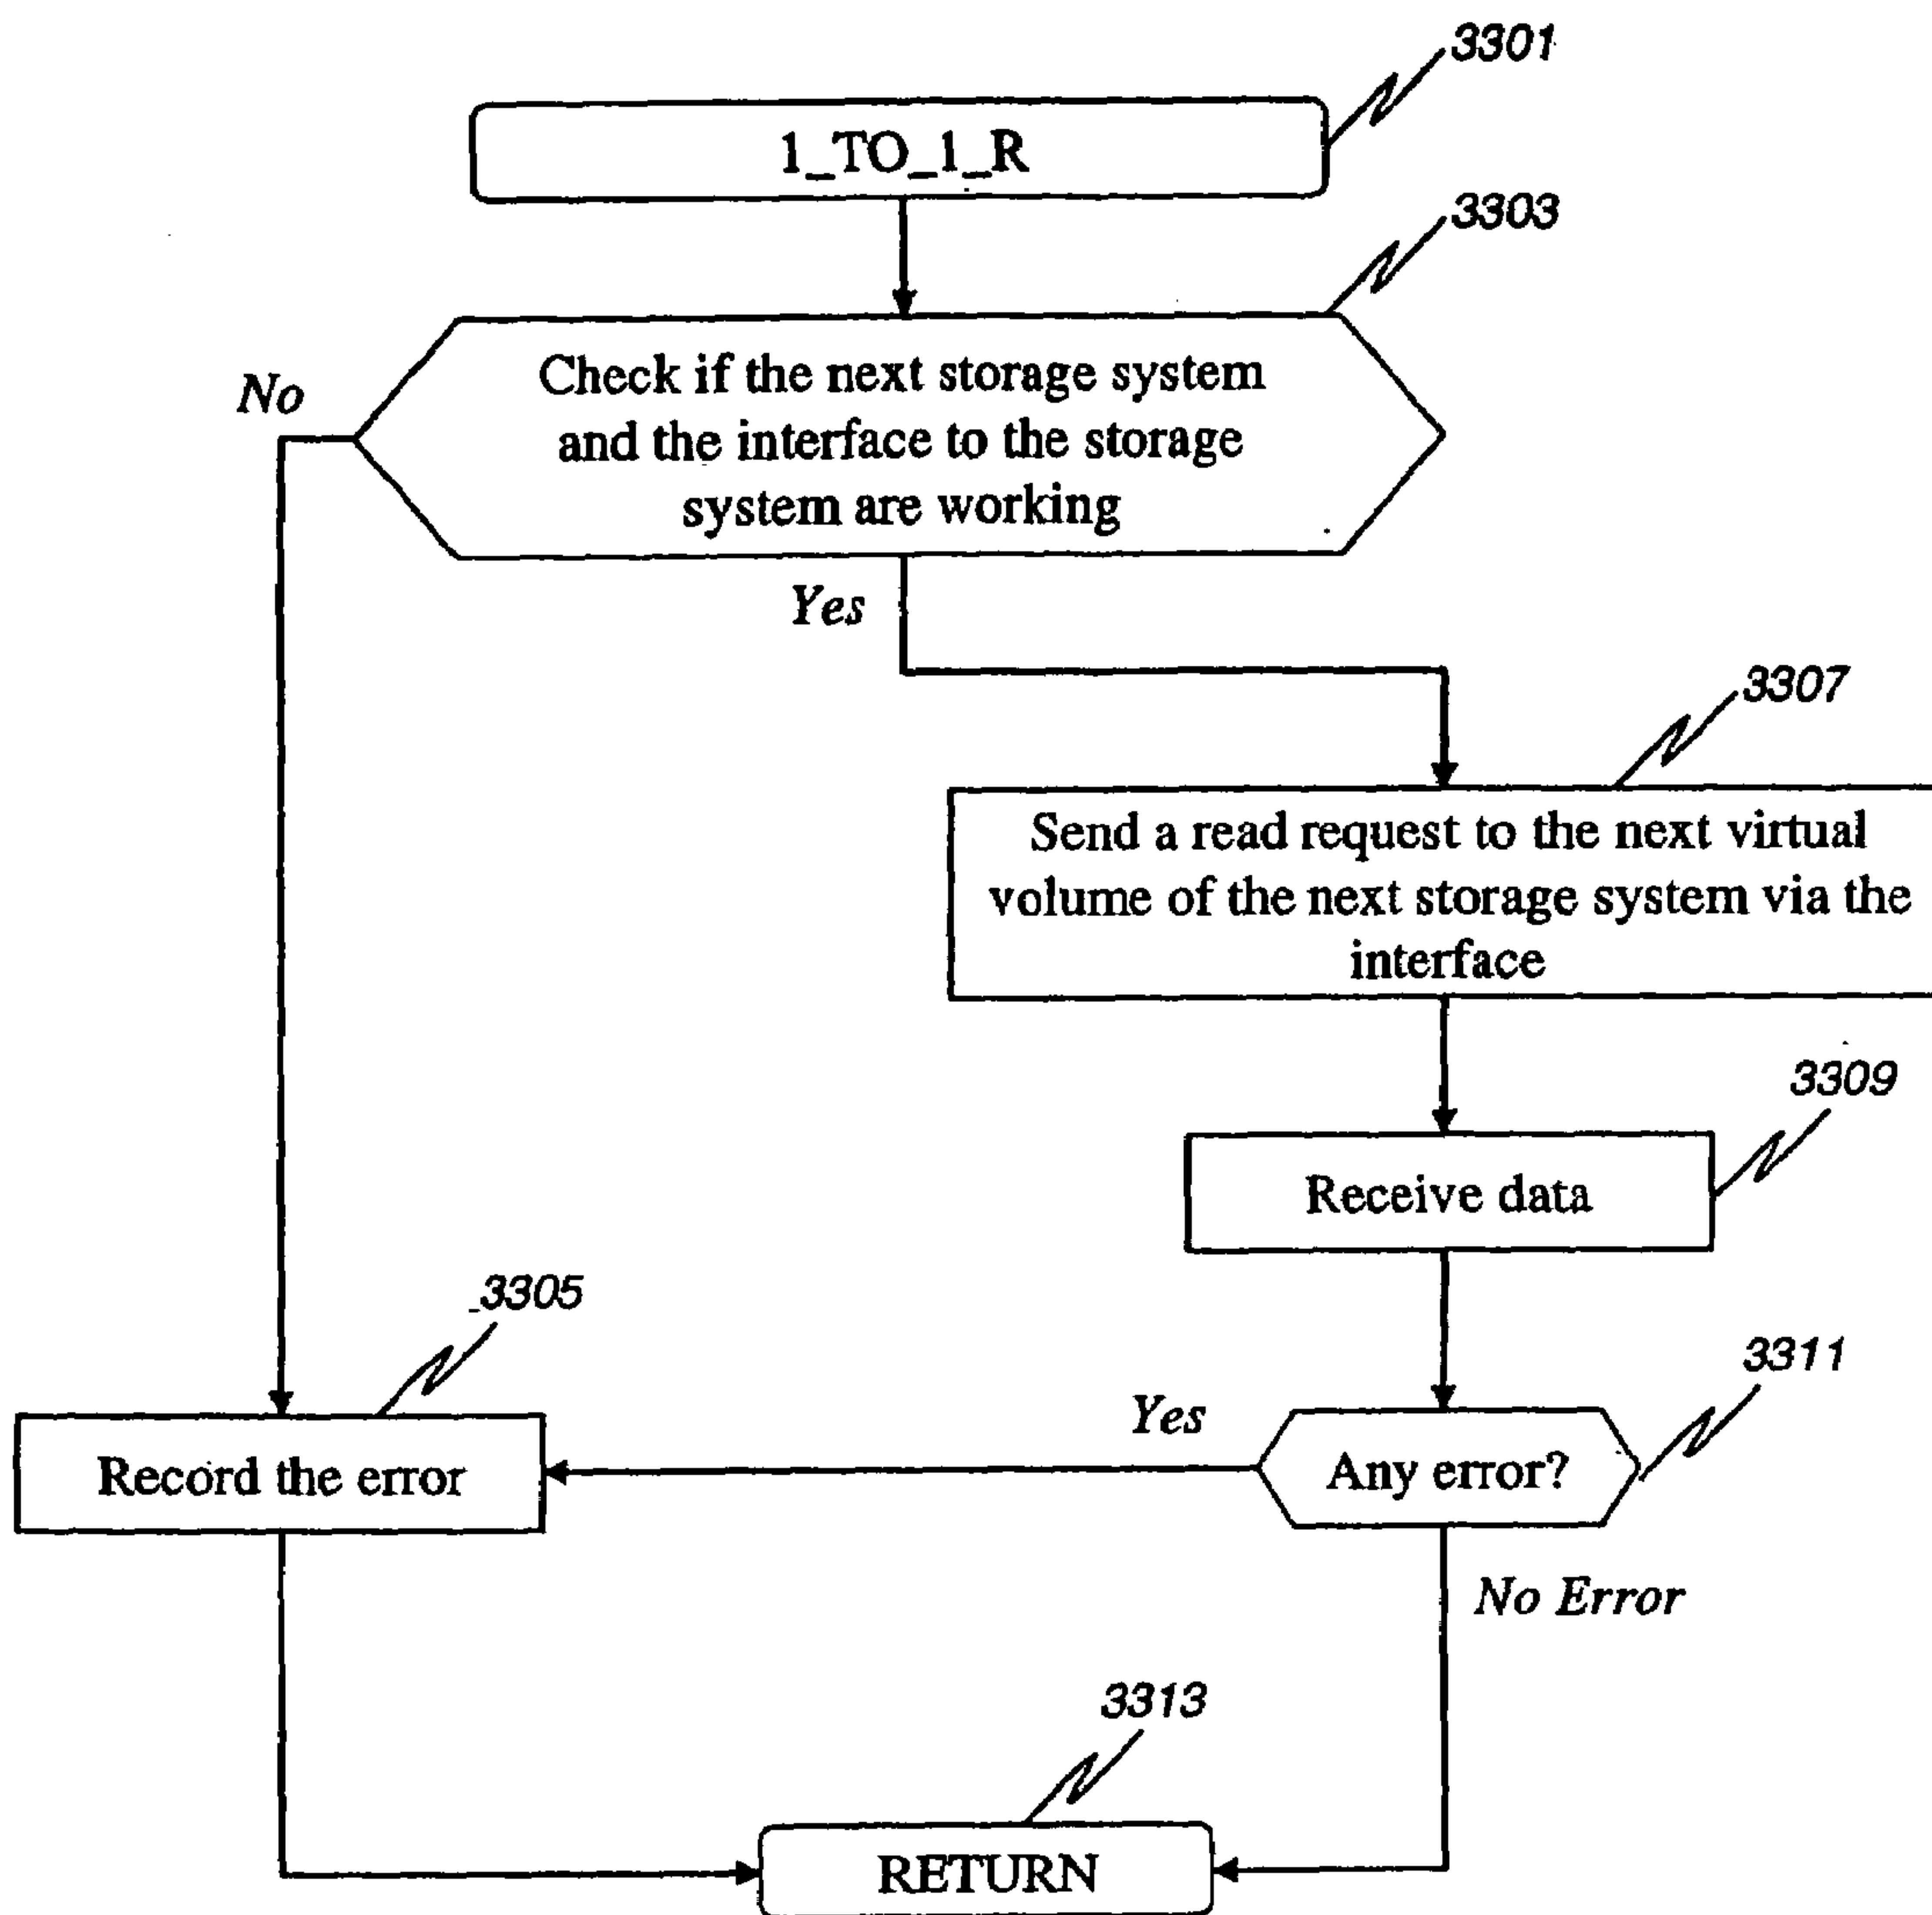 3301
1_TO_1_R
3303
Check if the next storage system
and the interface to the storage
system are working
No
Yes
3307
Send a read request to the next virtual
volume of the next storage system via the
interface
3309
Receive data
3305
3311
Yes
Record the error
Any error?
No Error
3313
RETURN